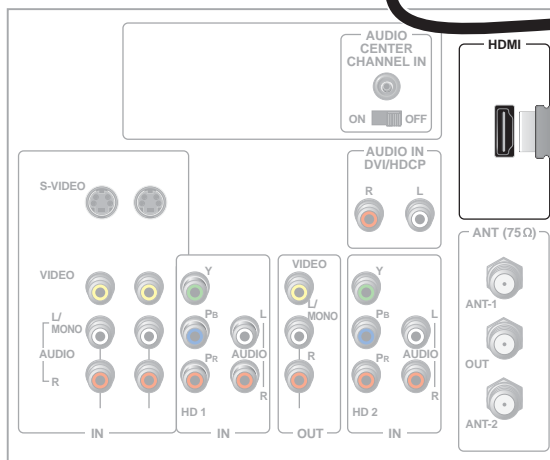 AUDIO
CENTER
CHANNEL IN
ON
OFF
HDMI
AUDIO IN
DVI/HDCP
R
L
S-VIDEO
VIDEO
L/
MONO
AUDIO
R
IN
Y
PB
PR
L
AUDIO
R
HD 1
IN
VIDEO
L/
MONO
R
OUT
Y
PB
PR
L
AUDIO
R
HD 2
IN
ANT (75Ω)
ANT-1
OUT
ANT-2